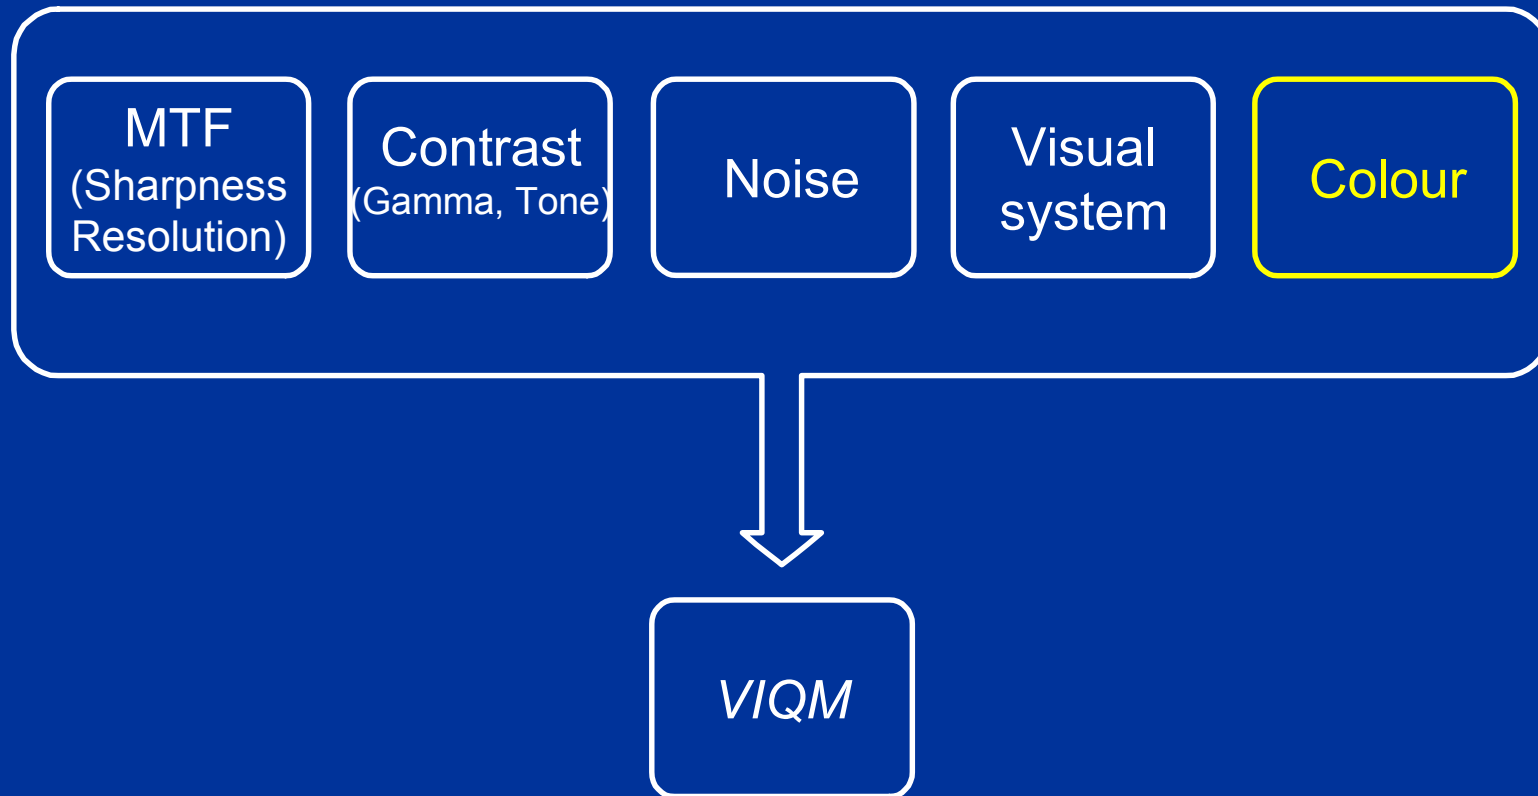 MTF
(Sharpness
Resolution)
Contrast
(Gamma, Tone)
Noise
Visual
system
Colour
VIQM